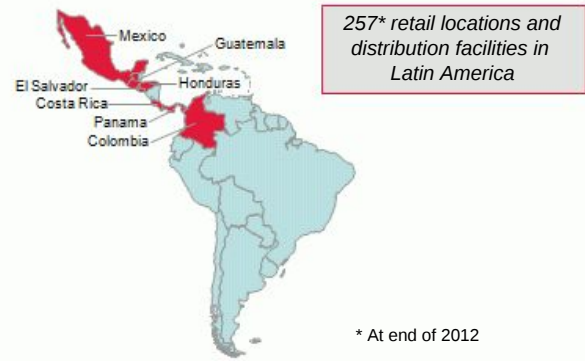 257* retail locations and
distribution facilities in
Latin America
Mexico
Guatemala
El Salvador
Honduras
Costa Rica
Panama
Colombia
* At end of 2012